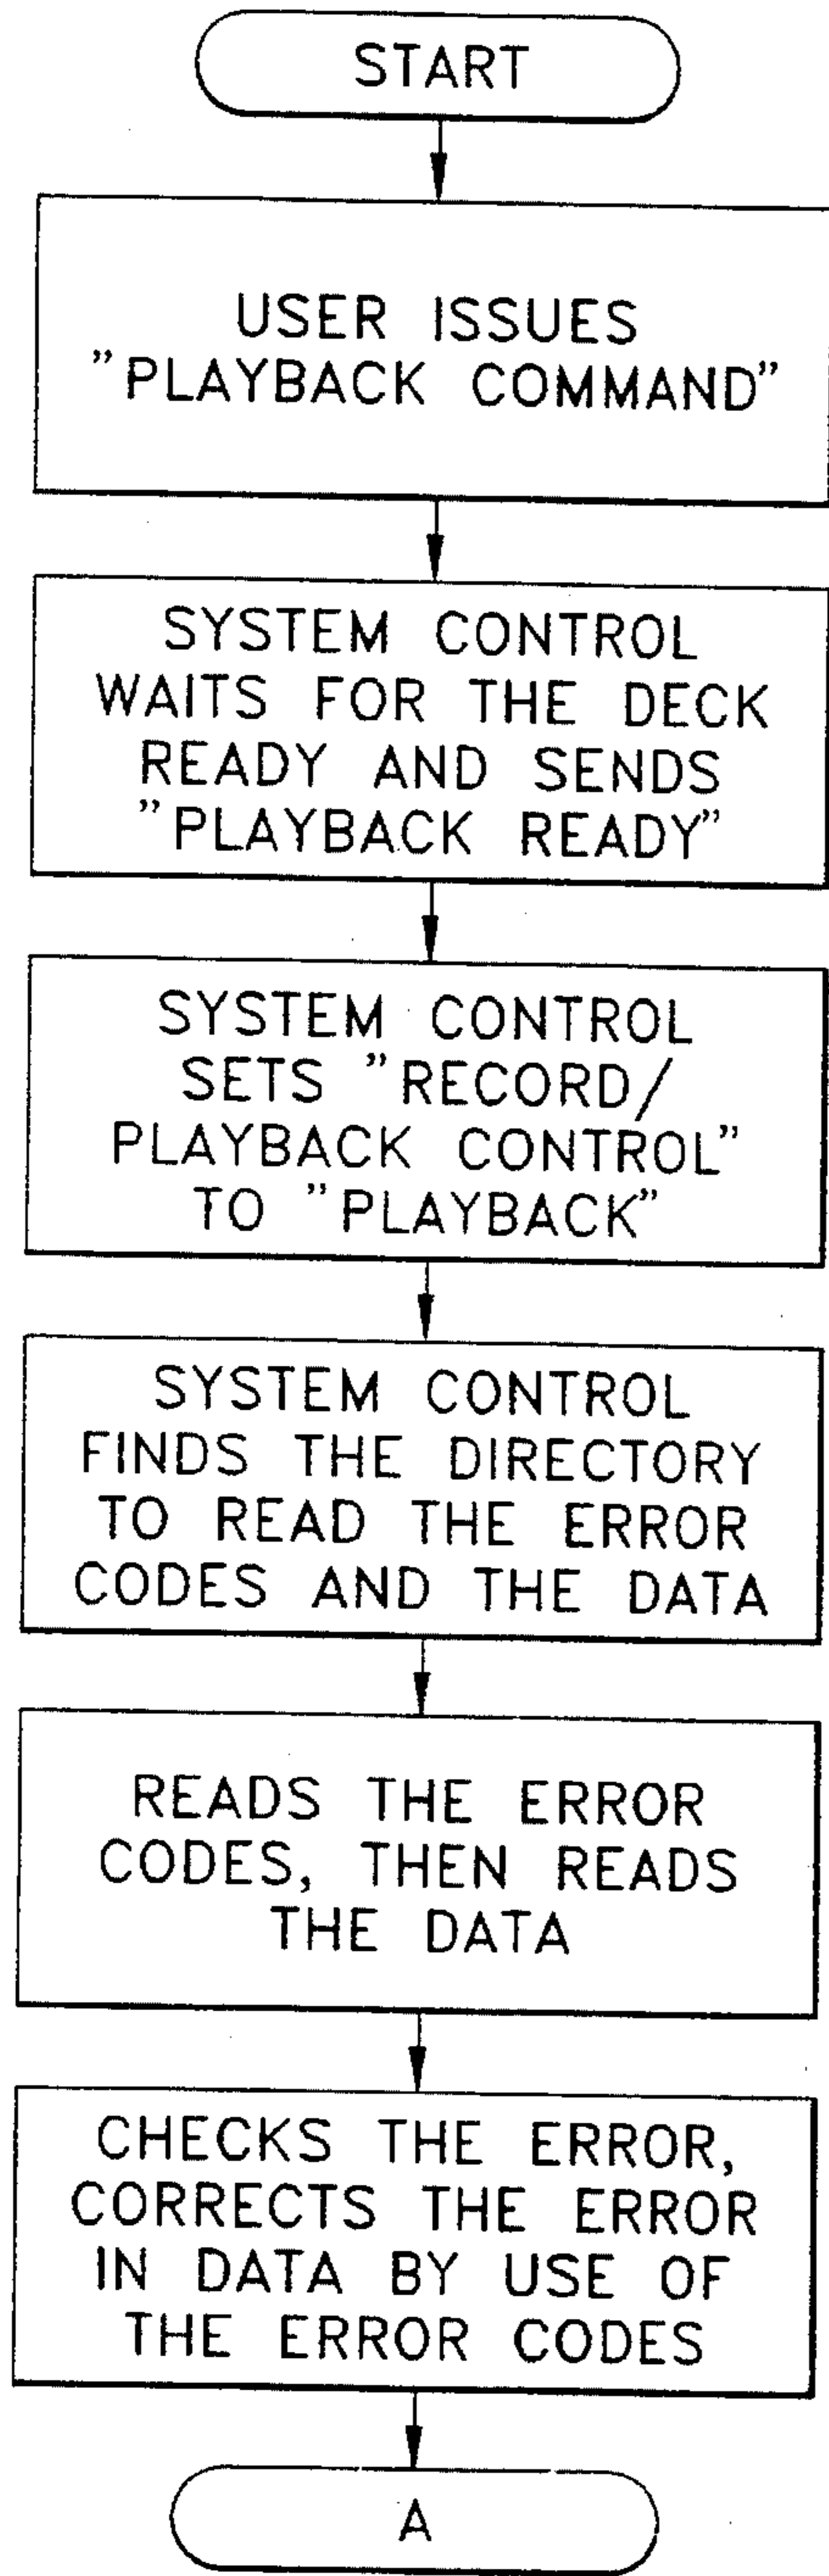 START
USER ISSUES
"PLAYBACK COMMAND"
SYSTEM CONTROL
WAITS FOR THE DECK
READY AND SENDS
"PLAYBACK READY"
SYSTEM CONTROL
SETS "RECORD/
PLAYBACK CONTROL"
TO "PLAYBACK"
SYSTEM CONTROL
FINDS THE DIRECTORY
TO READ THE ERROR
CODES AND THE DATA
READS THE ERROR
CODES, THEN READS
THE DATA
CHECKS THE ERROR,
CORRECTS THE ERROR
IN DATA BY USE OF
THE ERROR CODES
A